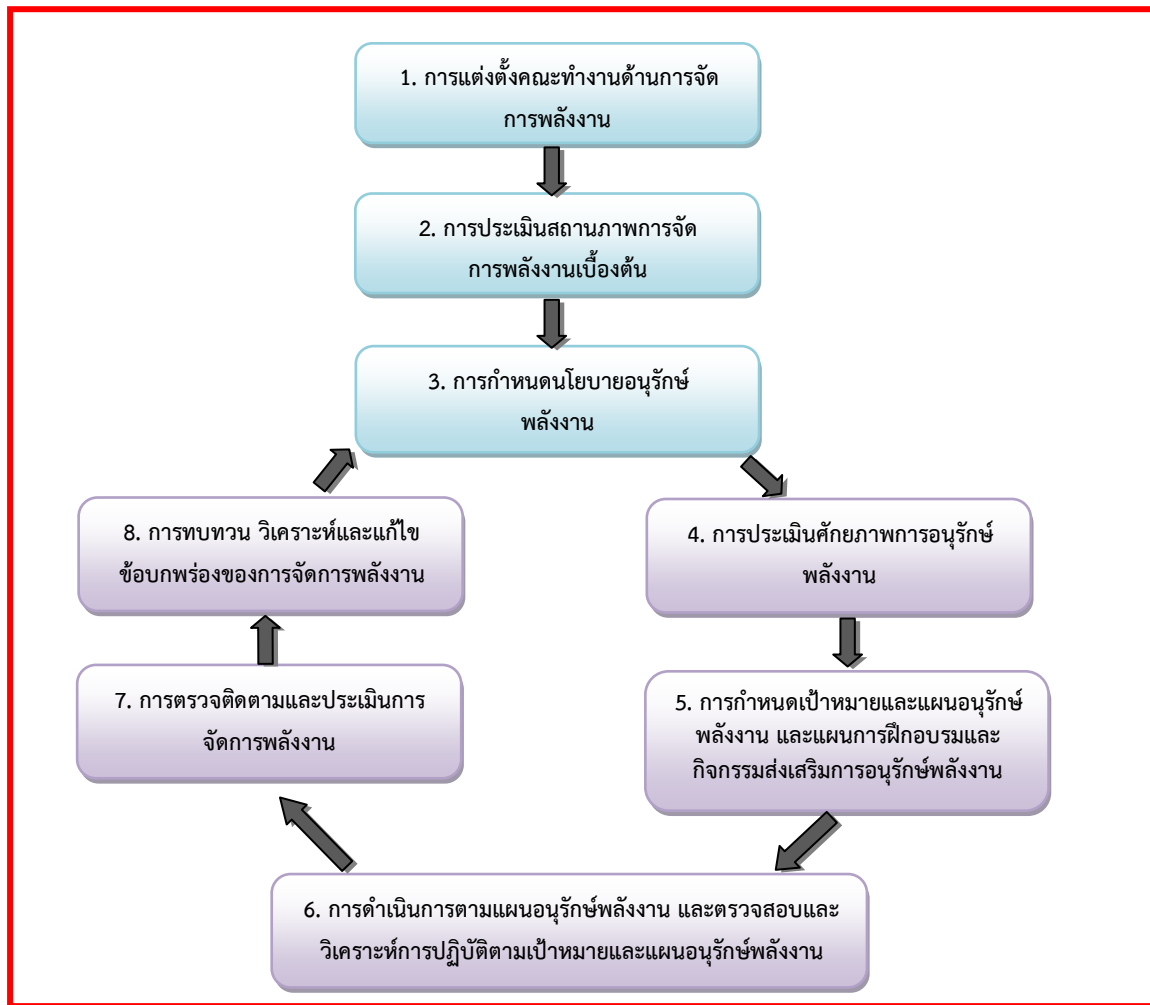 1. การแต่งตั้งคณะทำงานด้านการจัด
การพลังงาน
2. การประเมินสถานภาพการจัด
การพลังงานเบื้องต้น
3. การกำหนดนโยบายอนุรักษ์
พลังงาน
4. การประเมินศักยภาพการอนุรักษ์
พลังงาน
5. การกำหนดเป้าหมายและแผนอนุรักษ์
พลังงาน และแผนการฝึกอบรมและ
กิจกรรมส่งเสริมการอนุรักษ์พลังงาน
6. การดำเนินการตามแผนอนุรักษ์พลังงาน และตรวจสอบและ
วิเคราะห์การปฏิบัติตามเป้าหมายและแผนอนุรักษ์พลังงาน
7. การตรวจติดตามและประเมินการ
จัดการพลังงาน
8. การทบทวน วิเคราะห์และแก้ไข
ข้อบกพร่องของการจัดการพลังงาน